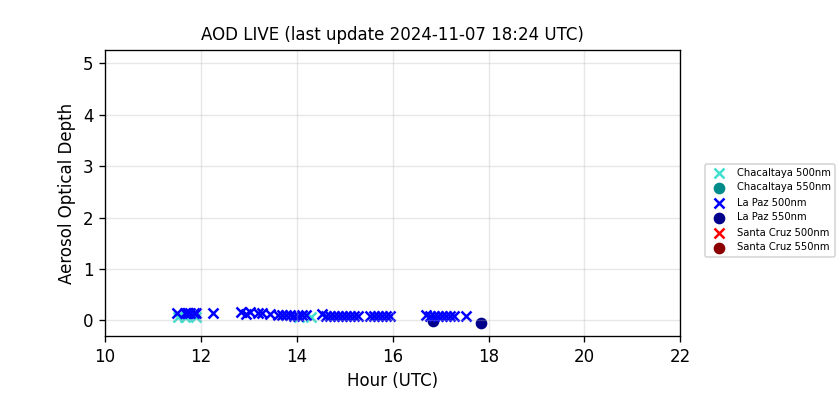 AOD LIVE (last update 2024-11-07 18:24 UTC)
Aerosol Optical Depth
5
4
3
2
1
0
10 12 14 16 18 20 22
Hour (UTC)
Chacaltaya 500nm
Chacaltaya 550nm
La Paz 500nm
La Paz 550nm
Santa Cruz 500nm
Santa Cruz 550nm